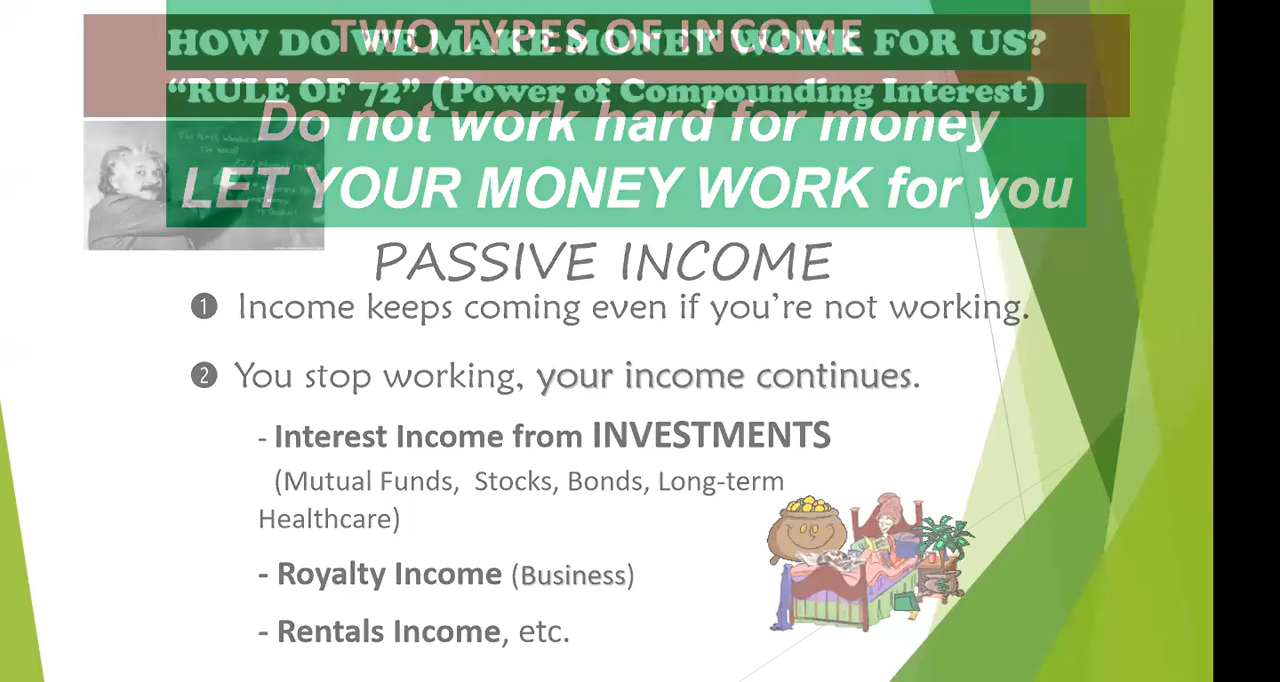 TWO TYPES OF INCOME
HOW DO WE MAKE MONEY WORK FOR US?
“RULE OF 72” (Power of Compounding Interest)
Do not work hard for money
LET YOUR MONEY WORK for you
PASSIVE INCOME
1 Income keeps coming even if you’re not working.
2 You stop working, your income continues.
- Interest Income from INVESTMENTS
(Mutual Funds, Stocks, Bonds, Long-term
Healthcare)
- Royalty Income (Business)
- Rentals Income, etc.